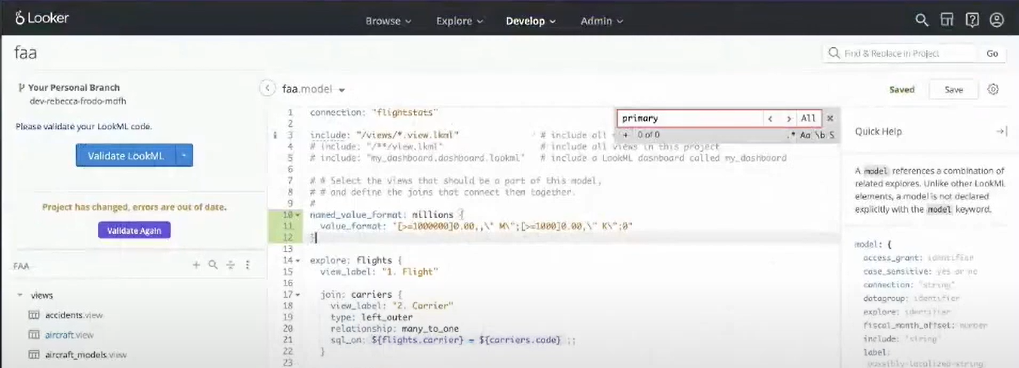 Looker
Browse Explore Develop Admin
faa
Find & Replace in Project Go
Your Personal Branch
dev-rebecca-frodo-mdfh
Please validate your LookML code.
Validate LookML
Project has changed, errors are out of date.
Validate Again
FAA
views
accidents.view
aircraft.view
aircraft_models.view
faa.model
Saved Save
primary All
+ 0 of 0 .* Aa \b S
1 connection: "flightstats"
2
3 include: "/views/*.view.lkml" # include all
4 # include: "/**/view.lkml" # include all views in this project
5 # include: "my_dashboard.dashboard.lookml" # include a LookML dashboard called my_dashboard
6
7 # # Select the views that should be a part of this model,
8 # # and define the joins that connect them together.
9 #
10 named_value_format: millions {
11 value_format: "[>=1000000]0.00,,\" M\";[>=1000]0.00,\" K\";0"
12 }
13
14 explore: flights {
15 view_label: "1. Flight"
16
17 join: carriers {
18 view_label: "2. Carrier"
19 type: left_outer
20 relationship: many_to_one
21 sql_on: ${flights.carrier} = ${carriers.code} ;;
22 }
23
Quick Help
A model references a combination of
related explores. Unlike other LookML
elements, a model is not declared
explicitly with the model keyword.
model: {
access_grant: identifier
case_sensitive: yes or no
connection: "string"
datagroup: identifier
explore: identifier
fiscal_month_offset: number
include: "string"
label:
possibly-localized-string